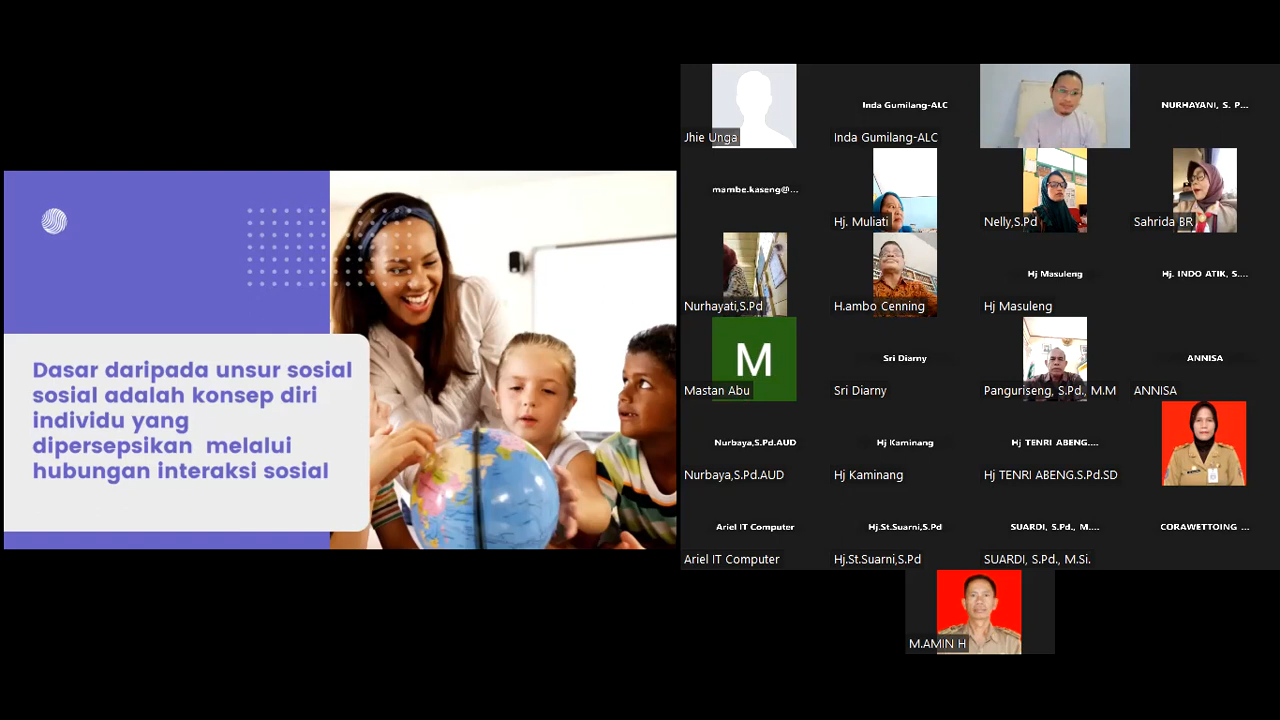 Dasar daripada unsur sosial
sosial adalah konsep diri
individu yang
dipersepsikan melalui
hubungan interaksi sosial
Jhie Unga
Inda Gumilang-ALC
Inda Gumilang-ALC
NURHAYANI, S. P...
mambe.kaseng@...
Hj. Muliati
Nelly,S.Pd
Sahrida BR
Nurhayati,S.Pd
H.ambo Cenning
Hj Masuleng
Hj Masuleng
Hj. INDO ATIK, S....
M
Mastan Abu
Sri Diarny
Sri Diarny
Panguriseng, S.Pd., M.M
ANNISA
ANNISA
Nurbaya,S.Pd.AUD
Nurbaya,S.Pd.AUD
Hj Kaminang
Hj Kaminang
Hj TENRI ABENG....
Hj TENRI ABENG.S.Pd.SD
Ariel IT Computer
Ariel IT Computer
Hj.St.Suarni,S.Pd
Hj.St.Suarni,S.Pd
SUARDI, S.Pd., M....
SUARDI, S.Pd., M.Si.
CORAWETTOING ...
M.AMIN H